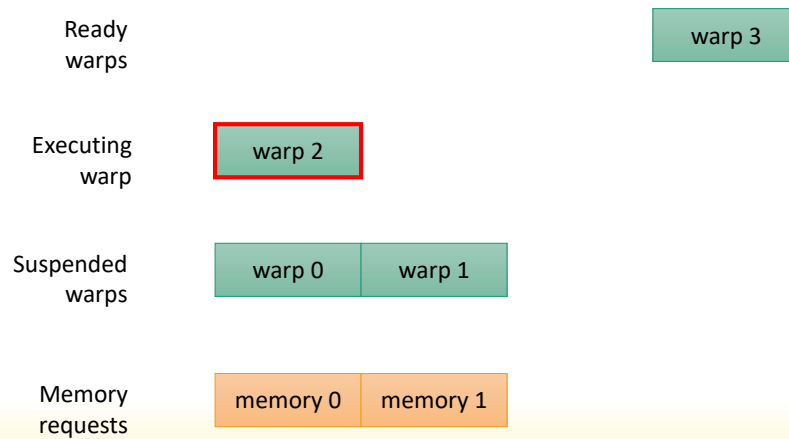 Ready
warps
warp 3
Executing
warp
warp 2
Suspended
warps
warp 0
warp 1
Memory
requests
memory 0
memory 1